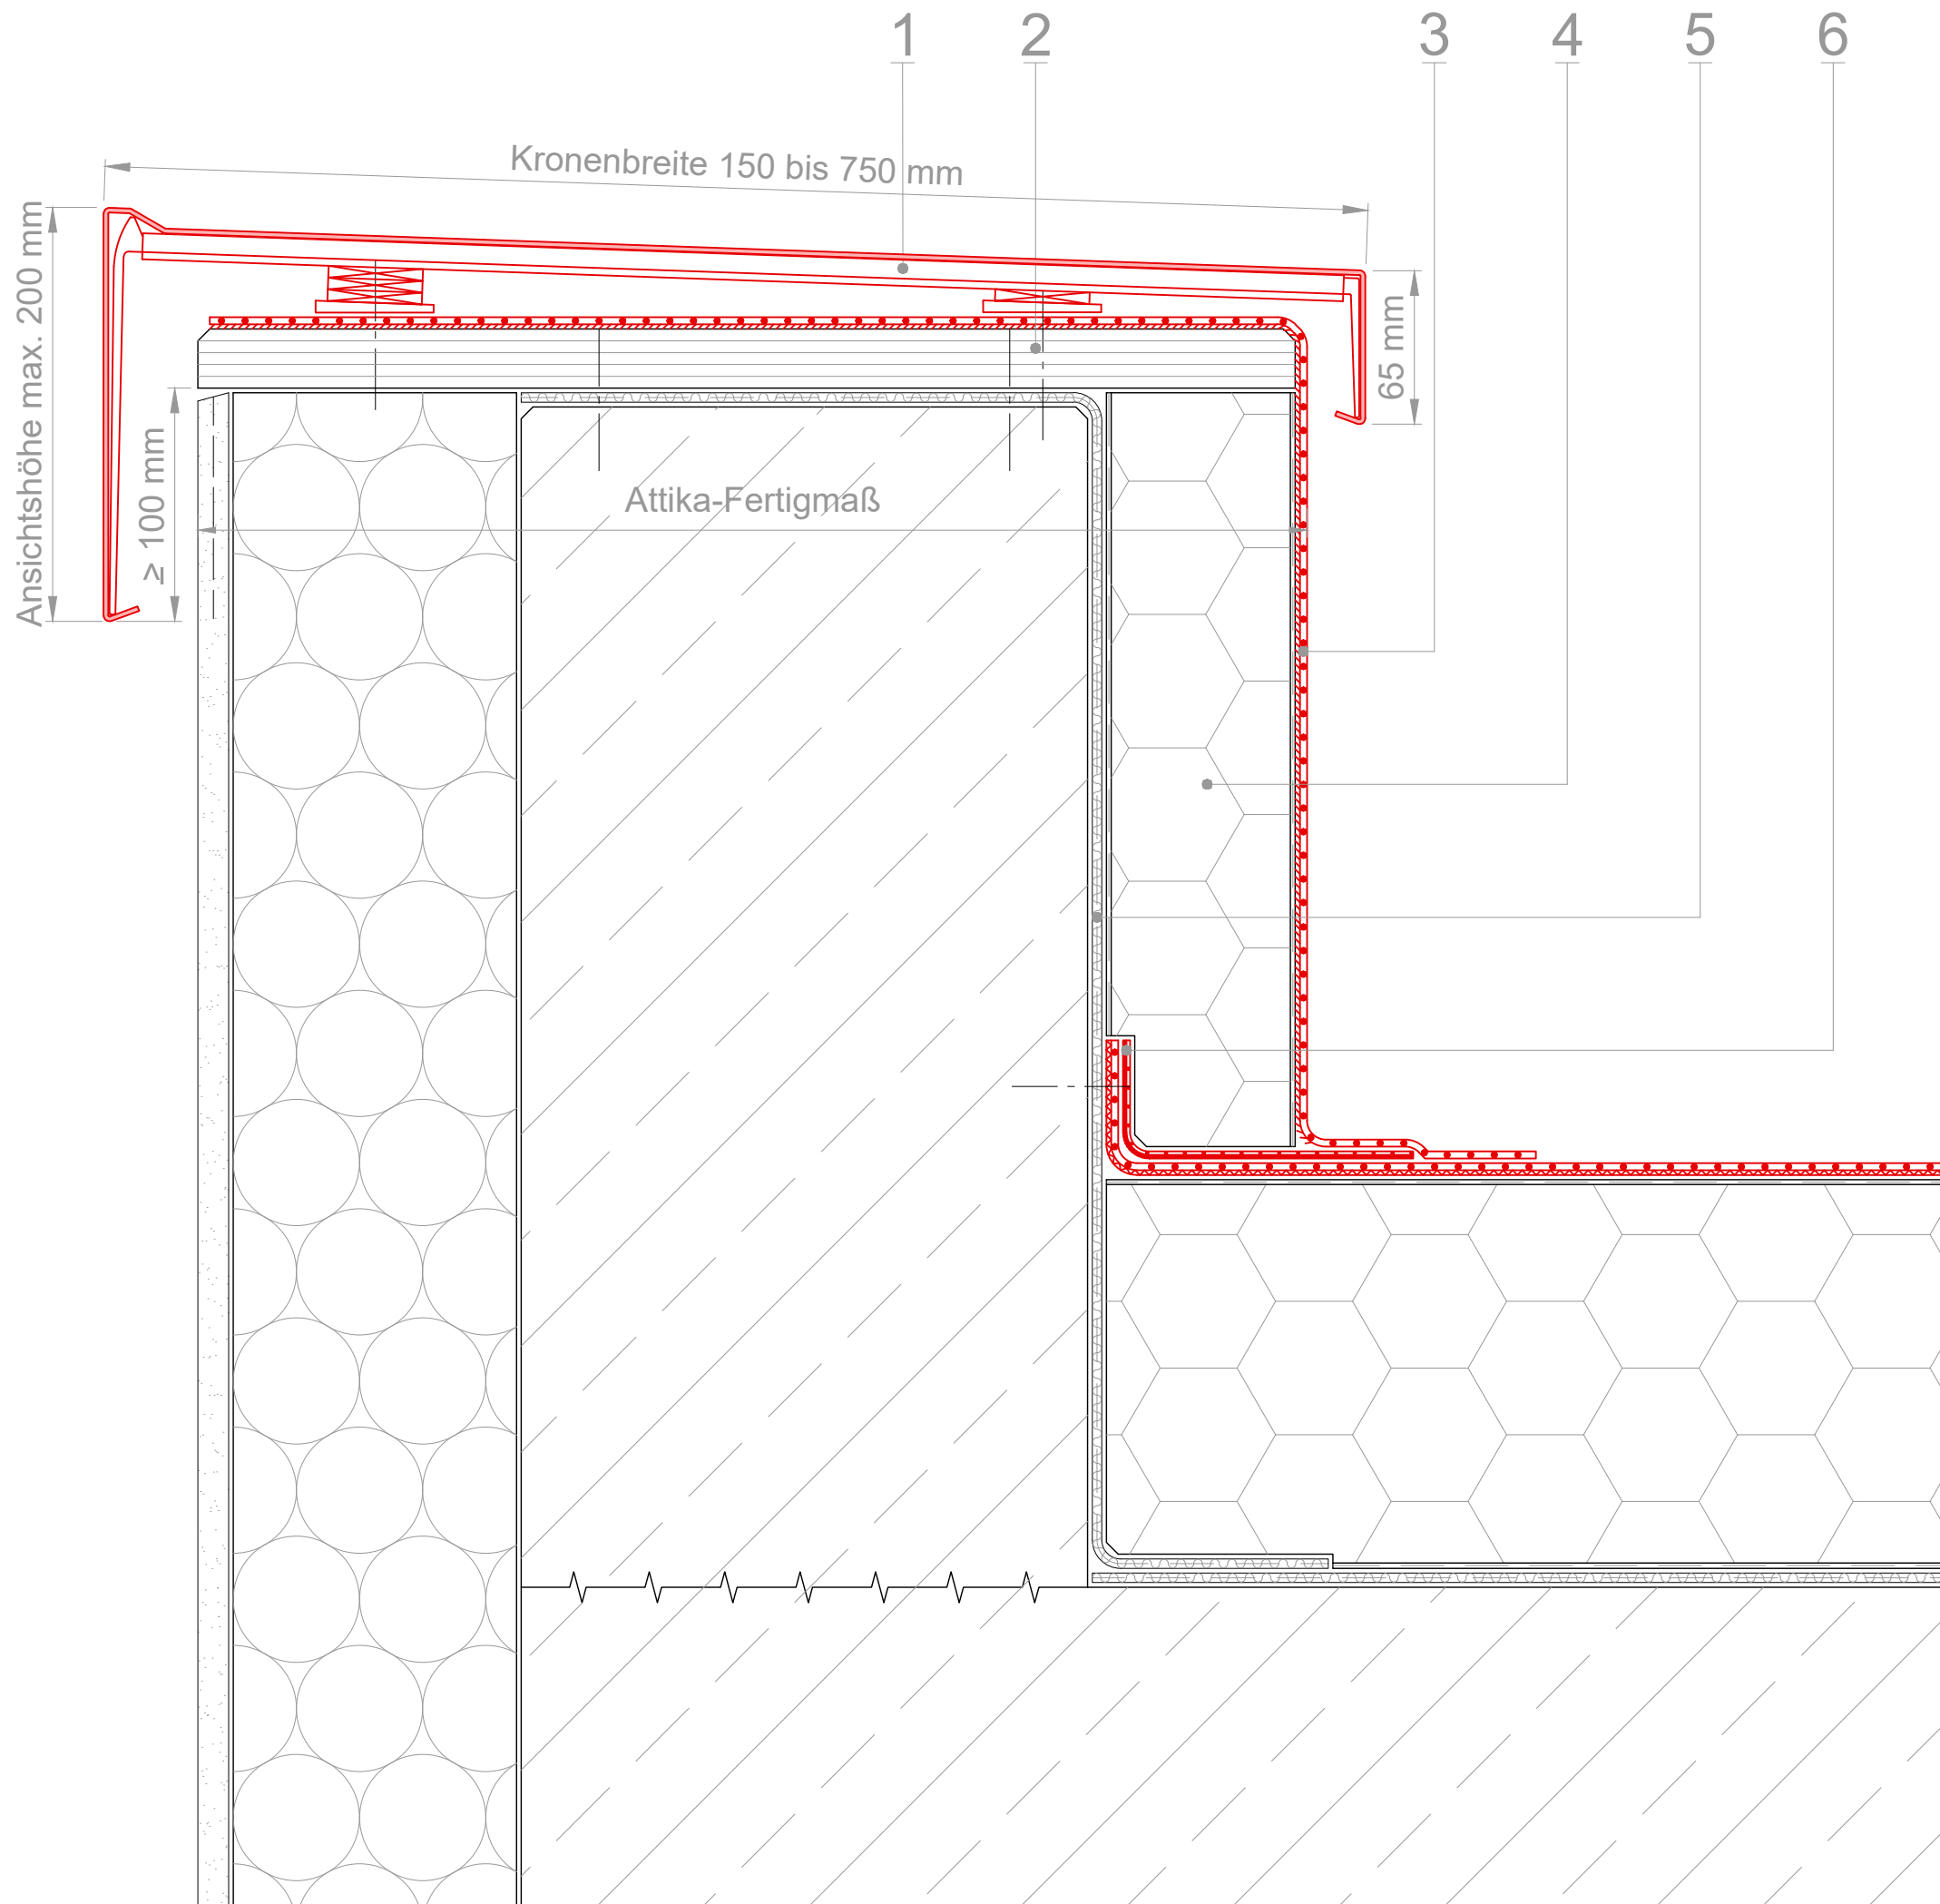 1 2 3 4 5 6
Kronenbreite 150 bis 750 mm
Ansichtshöhe max. 200 mm
65 mm
≥ 100 mm
Attika-Fertigmaß